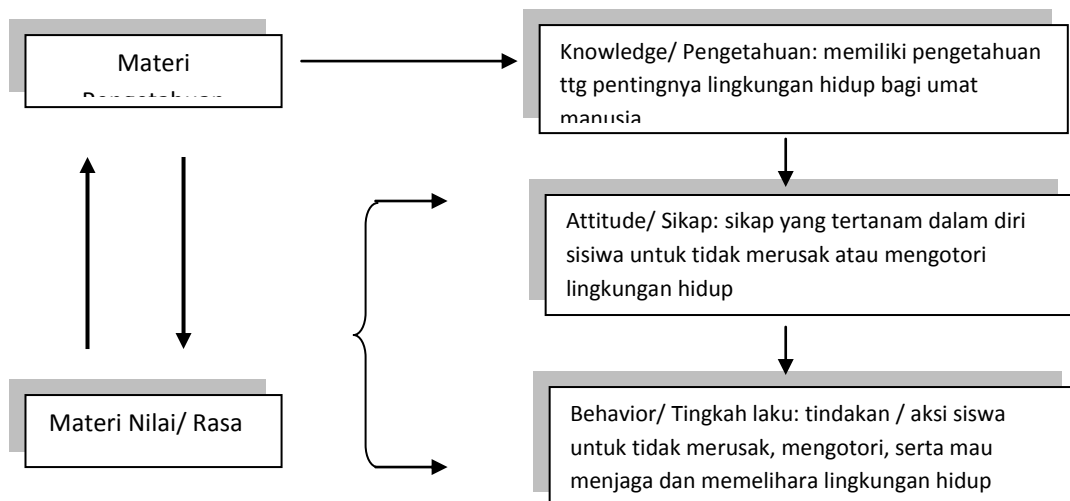 Materi
Pengetahuan
Knowledge/ Pengetahuan: memiliki pengetahuan
ttg pentingnya lingkungan hidup bagi umat
manusia
Attitude/ Sikap: sikap yang tertanam dalam diri
sisiwa untuk tidak merusak atau mengotori
lingkungan hidup
Materi Nilai/ Rasa
Behavior/ Tingkah laku: tindakan / aksi siswa
untuk tidak merusak, mengotori, serta mau
menjaga dan memelihara lingkungan hidup